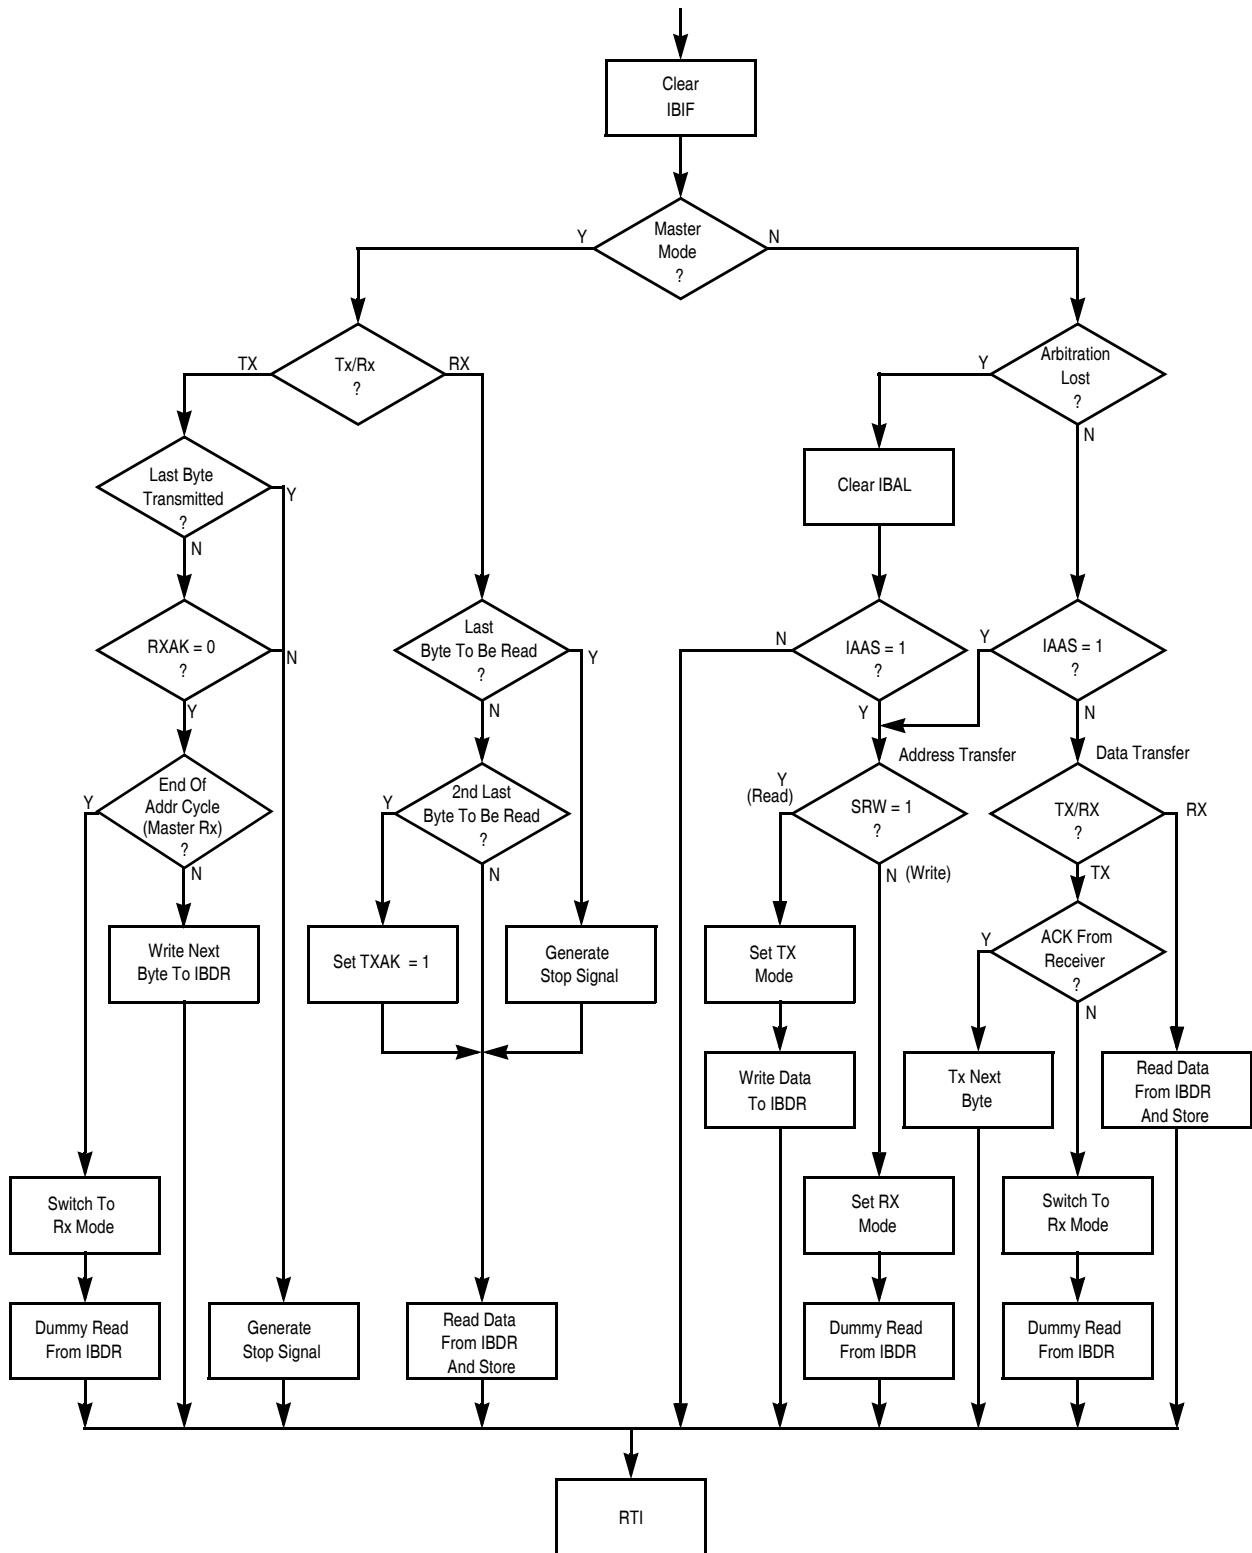 Clear
IBIF
Master
Mode
?
Y
N
Tx/Rx
?
TX
RX
Arbitration
Lost
?
Y
N
Last Byte
Transmitted
?
Y
N
Clear IBAL
RXAK = 0
?
N
Y
Last
Byte To Be Read
?
Y
N
IAAS = 1
?
N
Y
IAAS = 1
?
Y
N
Address Transfer
Data Transfer
End Of
Addr Cycle
(Master Rx)
?
Y
N
2nd Last
Byte To Be Read
?
Y
N
SRW = 1
?
Y
(Read)
N (Write)
TX/RX
?
RX
TX
Write Next
Byte To IBDR
Set TXAK = 1
Generate
Stop Signal
Set TX
Mode
ACK From
Receiver
?
Y
N
Write Data
To IBDR
Tx Next
Byte
Read Data
From IBDR
And Store
Switch To
Rx Mode
Set RX
Mode
Switch To
Rx Mode
Dummy Read
From IBDR
Generate
Stop Signal
Read Data
From IBDR
And Store
Dummy Read
From IBDR
Dummy Read
From IBDR
RTI